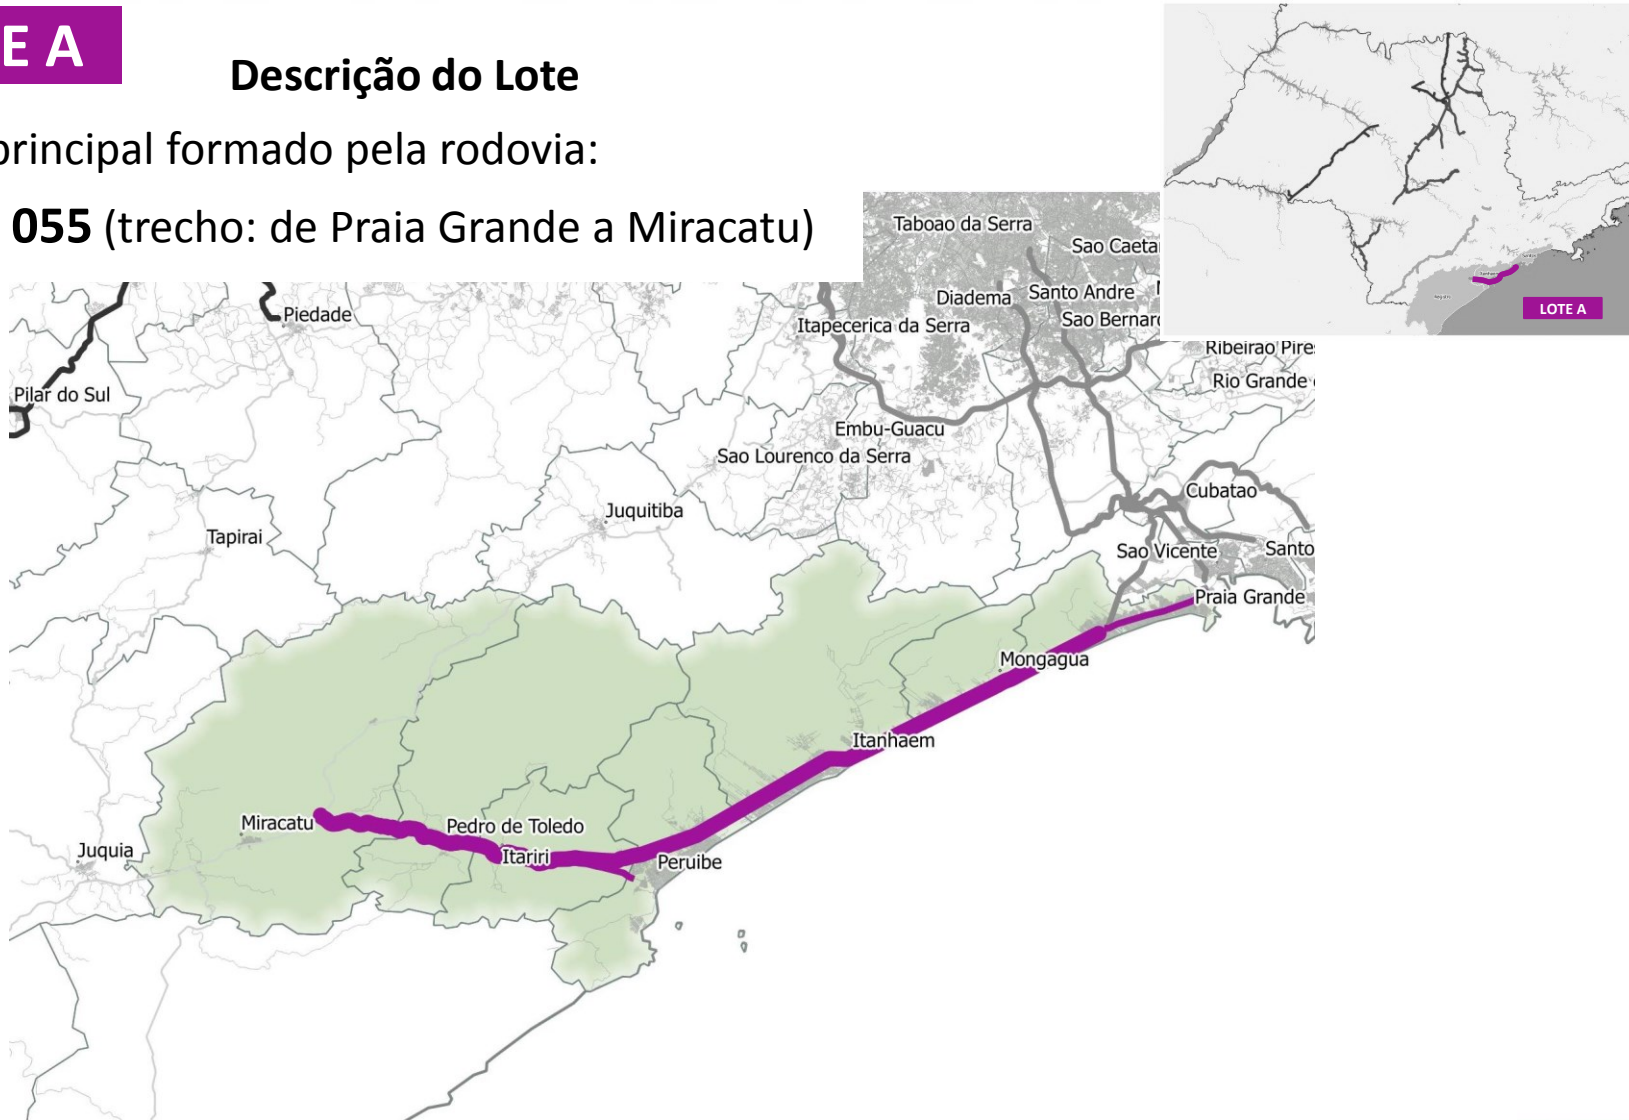 E A
Descrição do Lote
principal formado pela rodovia:
055 (trecho: de Praia Grande a Miracatu)
LOTE A
Taboao da Serra
Sao Caeta
Diadema
Santo Andre
Sao Bernar
Itapecerica da Serra
Piedade
Ribeirao Pires
Rio Grande
Pilar do Sul
Embu-Guacu
Sao Lourenco da Serra
Cubatao
Juquitiba
Tapirai
Sao Vicente
Santo
Praia Grande
Mongagua
Itanhaem
Miracatu
Pedro de Toledo
Juquia
Itariri
Peruibe